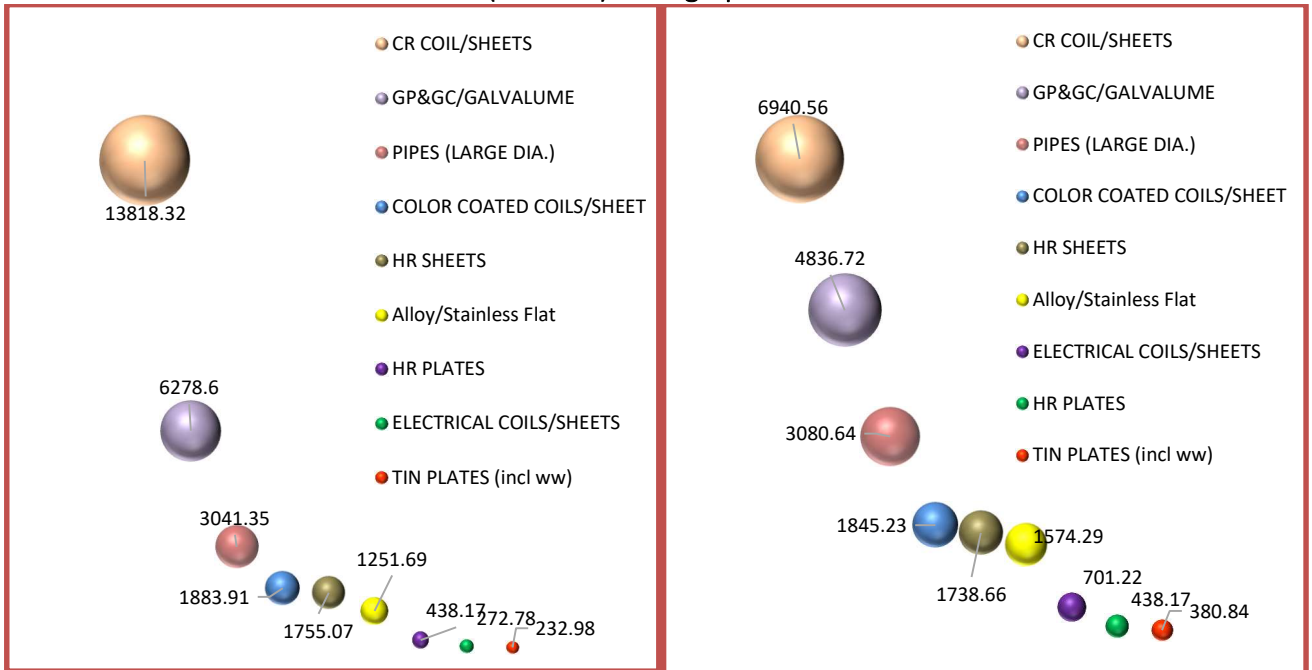 CR COIL/SHEETS
GP&GC/GALVALUME
PIPES (LARGE DIA.)
COLOR COATED COILS/SHEET
HR SHEETS
Alloy/Stainless Flat
HR PLATES
ELECTRICAL COILS/SHEETS
TIN PLATES (incl ww)
13818.32
6278.6
3041.35
1883.91
1755.07
1251.69
438.17
272.78
232.98
CR COIL/SHEETS
GP&GC/GALVALUME
PIPES (LARGE DIA.)
COLOR COATED COILS/SHEET
HR SHEETS
Alloy/Stainless Flat
ELECTRICAL COILS/SHEETS
HR PLATES
TIN PLATES (incl ww)
6940.56
4836.72
3080.64
1845.23
1738.66
1574.29
701.22
438.17
380.84